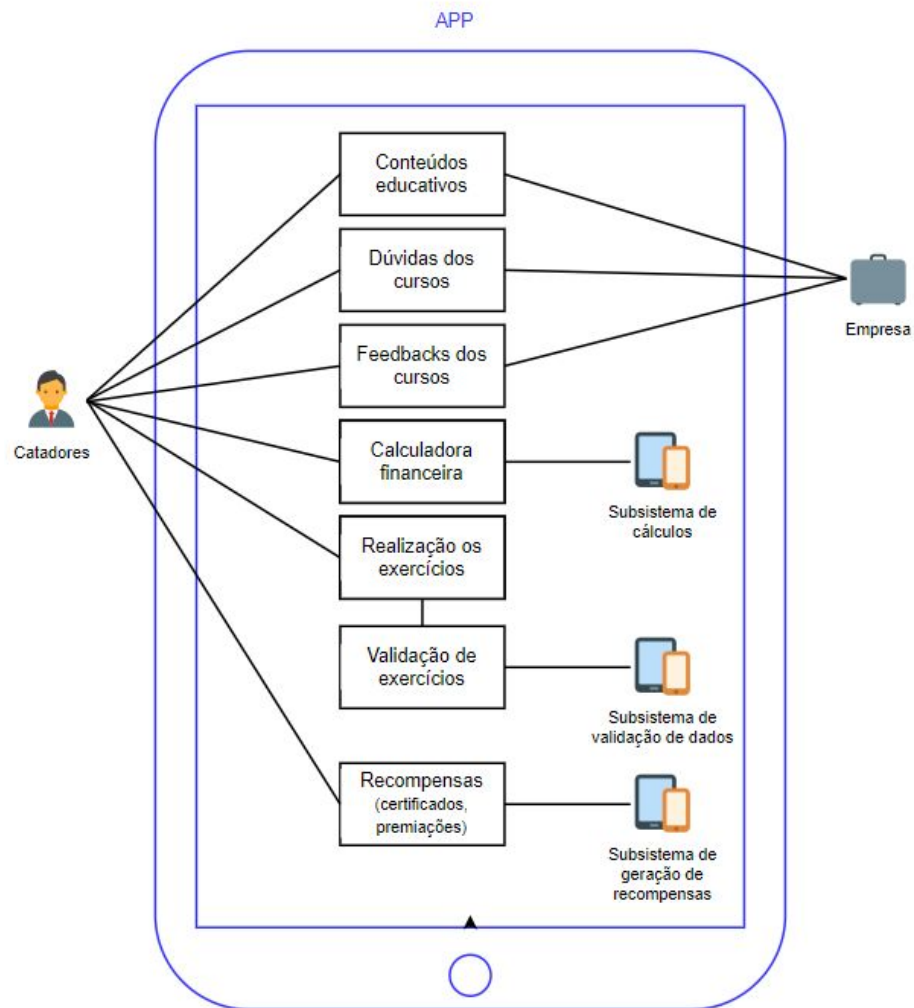 APP
Conteúdos
educativos
Dúvidas dos
cursos
Empresa
Feedbacks dos
cursos
Catadores
Calculadora
financeira
Subsistema de
cálculos
Realização os
exercícios
Validação de
exercícios
Subsistema de
validação de dados
Recompensas
(certificados,
premiações)
Subsistema de
geração de
recompensas